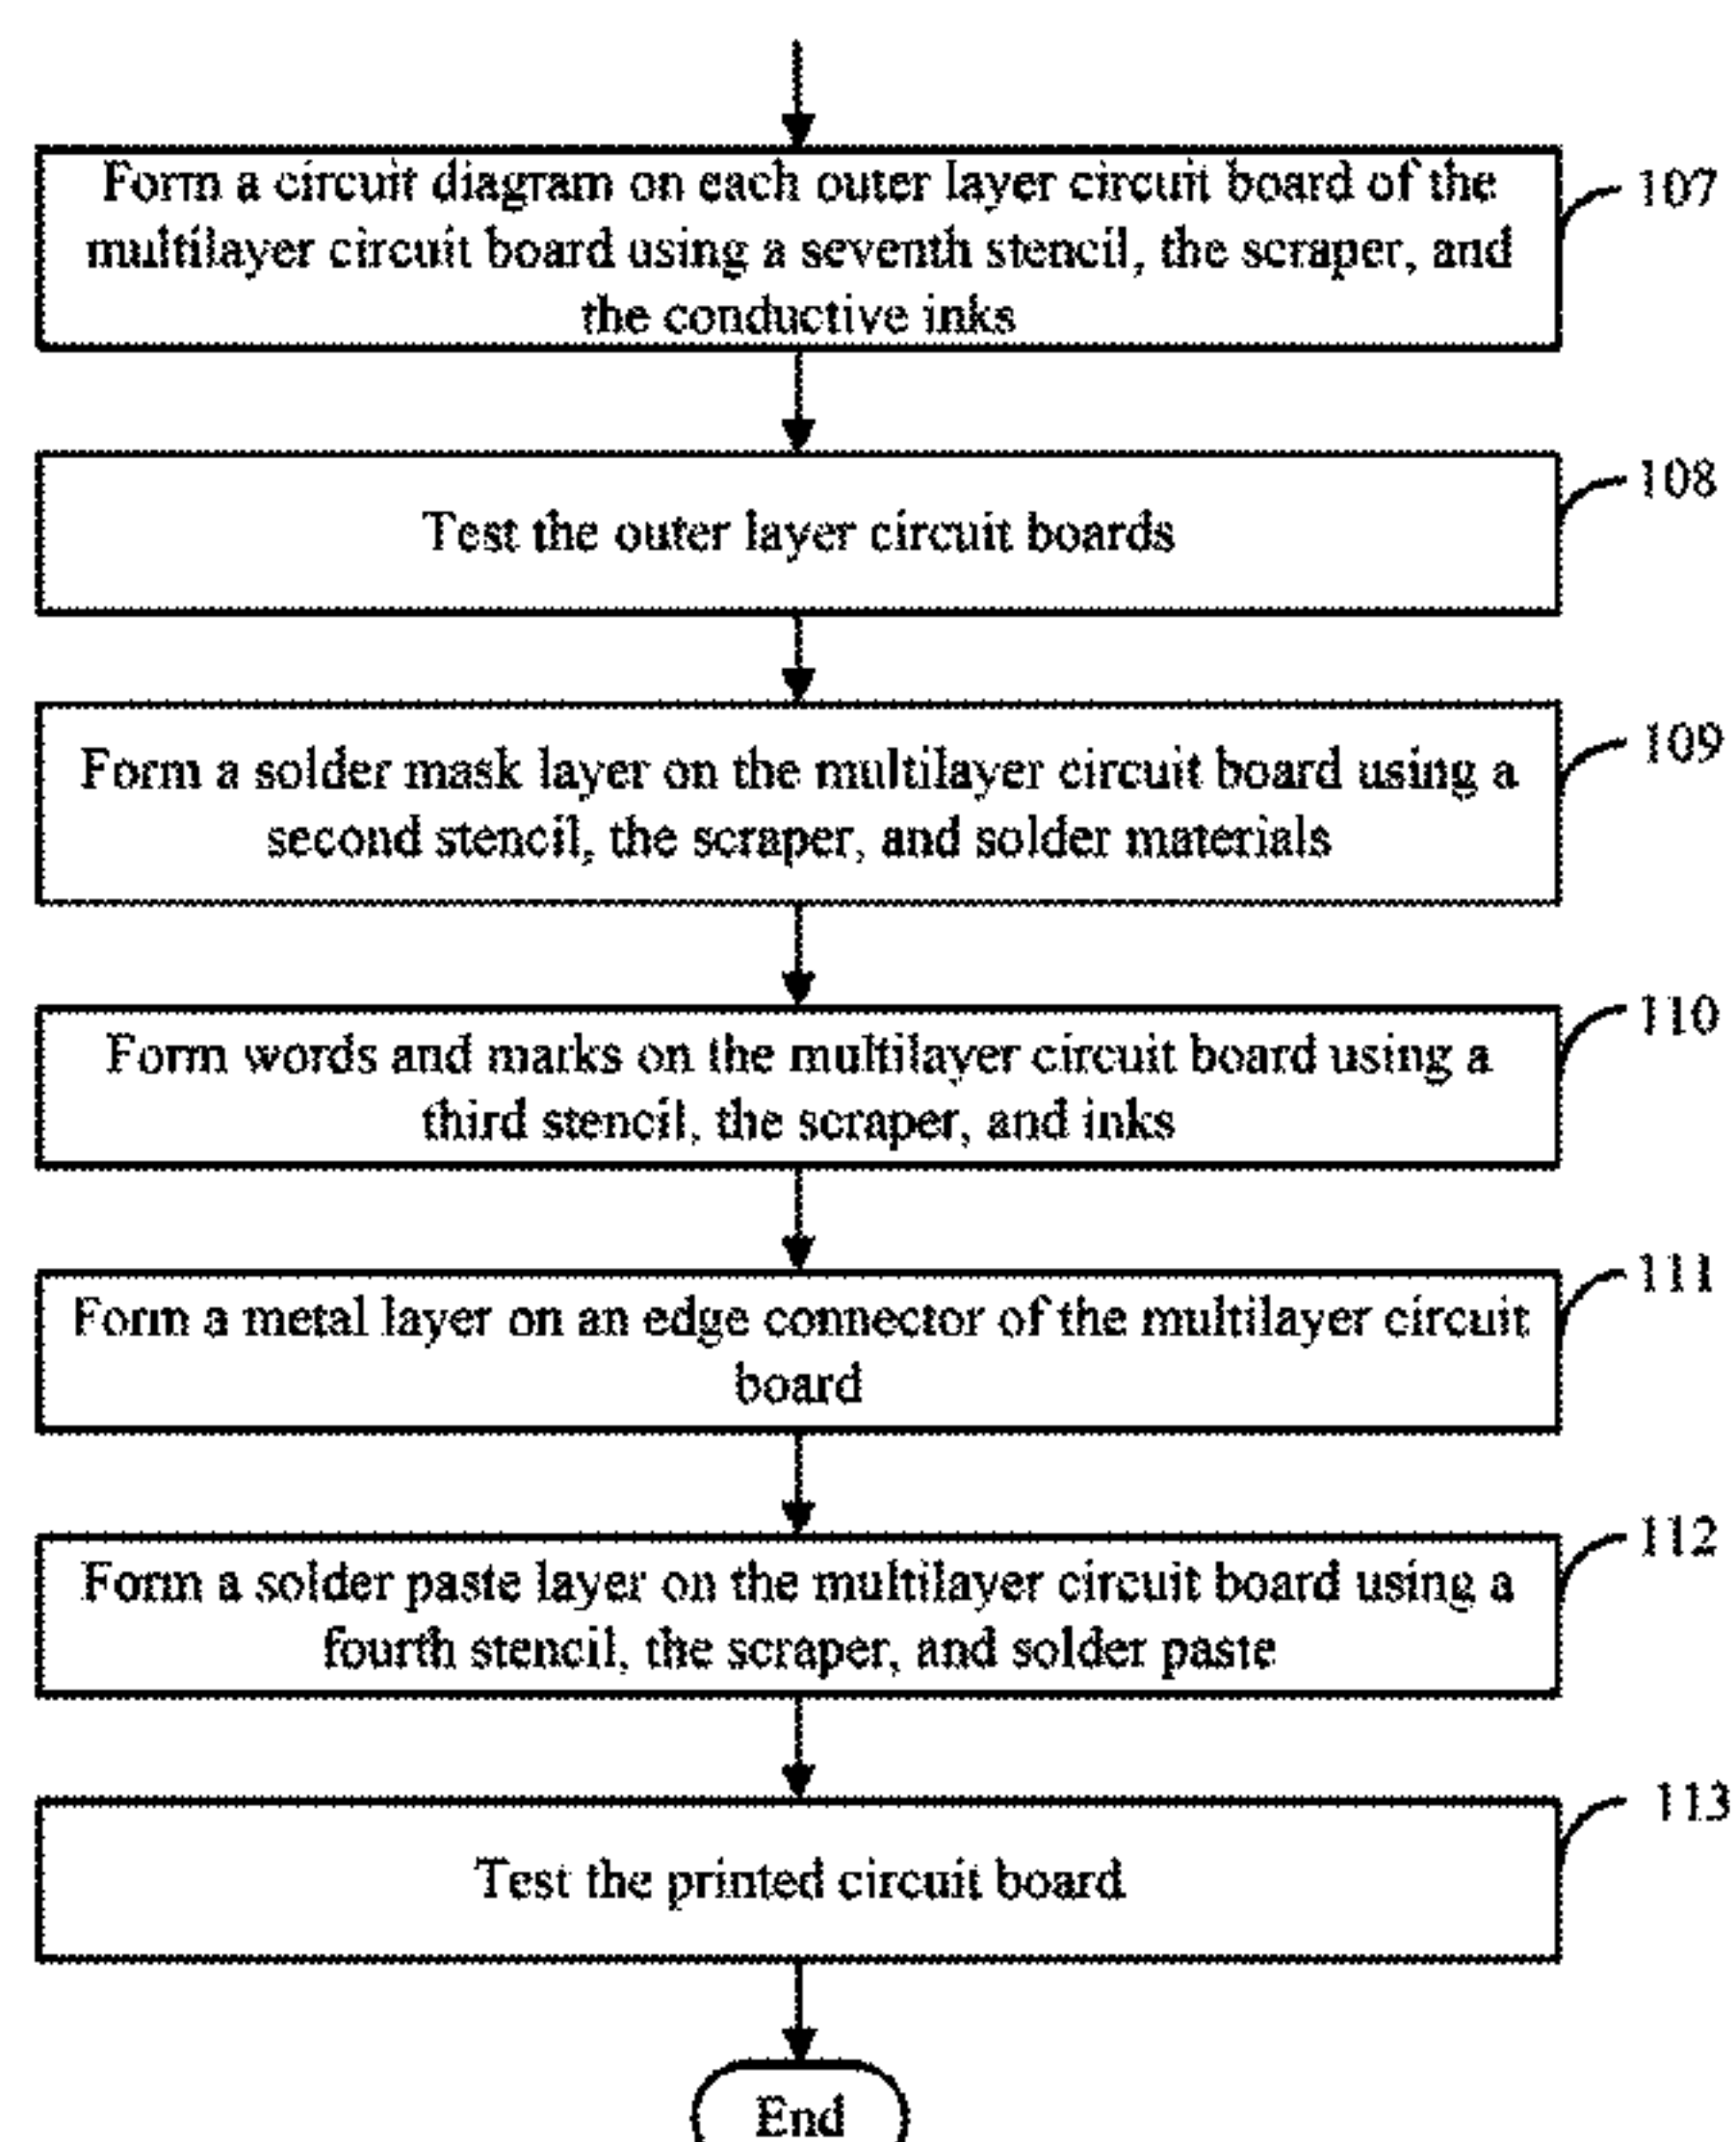 Form a circuit diagram on each outer layer circuit board of the
multilayer circuit board using a seventh stencil, the scraper, and
the conductive inks
107
Test the outer layer circuit boards
108
Form a solder mask layer on the multilayer circuit board using a
second stencil, the scraper, and solder materials
109
Form words and marks on the multilayer circuit board using a
third stencil, the scraper, and inks
110
Form a metal layer on an edge connector of the multilayer circuit
board
111
Form a solder paste layer on the multilayer circuit board using a
fourth stencil, the scraper, and solder paste
112
Test the printed circuit board
113
End